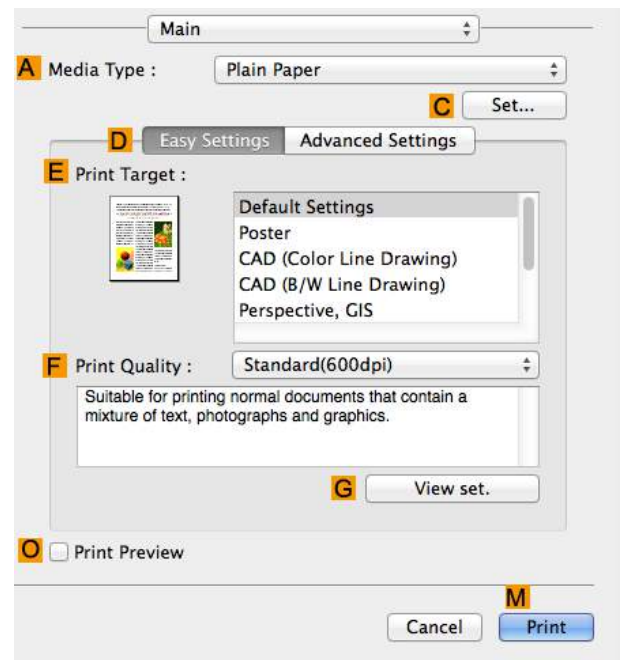 Main
A Media Type : Plain Paper
C Set...
D Easy Settings Advanced Settings
E Print Target :
Default Settings
Poster
CAD (Color Line Drawing)
CAD (B/W Line Drawing)
Perspective, GIS
F Print Quality : Standard(600dpi)
Suitable for printing normal documents that contain a
mixture of text, photographs and graphics.
G View set.
O Print Preview
M
Cancel Print